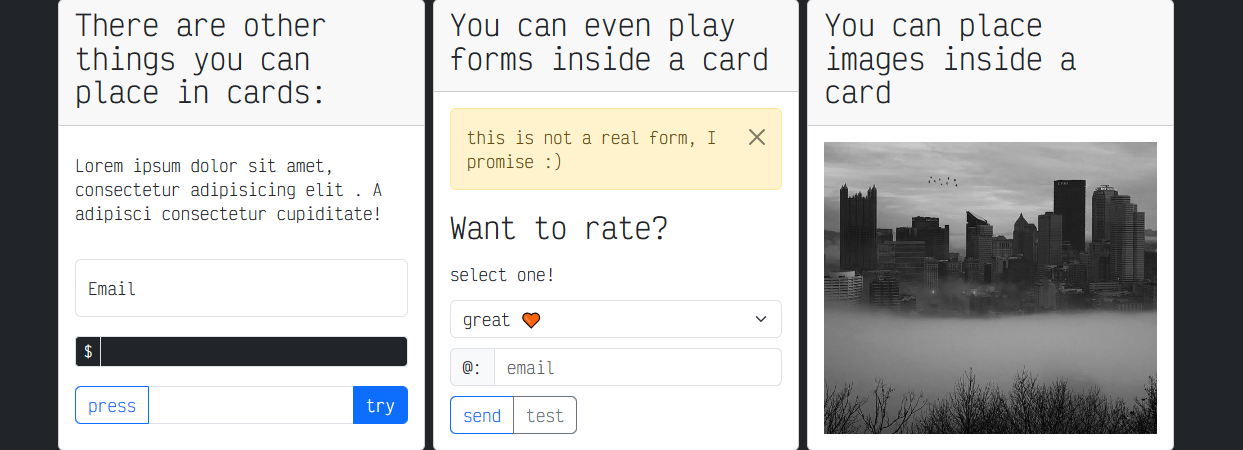 There are other
things you can
place in cards:
Lorem ipsum dolor sit amet,
consectetur adipisicing elit . A
adipisci consectetur cupiditate!
Email
$
press
try
You can even play
forms inside a card
this is not a real form, I
promise :)
Want to rate?
select one!
great 🧡
@: email
send test
You can place
images inside a
card